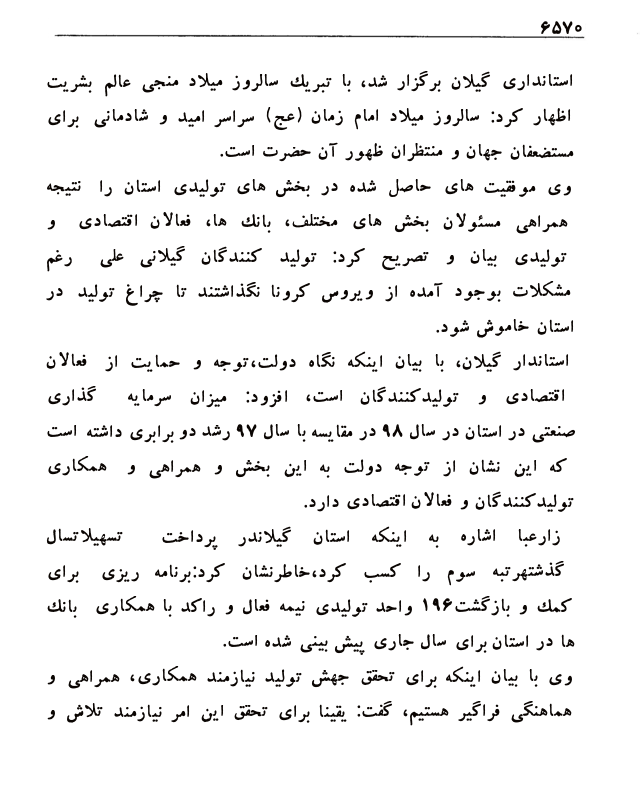 ۶۵۷۰
استانداری گیلان برگزار شد، با تبریك سالروز میلاد منجی عالم بشریت
اظهار کرد: سالروز میلاد امام زمان (عج) سراسر امید و شادمانی برای
مستضعفان جهان و منتظران ظهور آن حضرت است.
وی موفقیت های حاصل شده در بخش های تولیدی استان را نتیجه
همراهی مسئولان بخش های مختلف، بانك ها، فعالان اقتصادی و
تولیدی بیان و تصریح کرد: تولید کنندگان گیلانی علی رغم
مشکلات بوجود آمده از ویروس کرونا نگذاشتند تا چراغ تولید در
استان خاموش شود.
استاندار گیلان، با بیان اینکه نگاه دولت،توجه و حمایت از فعالان
اقتصادی و تولیدکنندگان است، افزود: میزان سرمایه گذاری
صنعتی در استان در سال ۹۸ در مقایسه با سال ۹۷ رشد دو برابری داشته است
که این نشان از توجه دولت به این بخش و همراهی و همکاری
تولیدکنندگان و فعالان اقتصادی دارد.
زارعبا اشاره به اینکه استان گیلاندر پرداخت تسهیلاتسال
گذشتهرتبه سوم را کسب کرد،خاطرنشان کرد:برنامه ریزی برای
کمك و بازگشت۱۹۶ واحد تولیدی نیمه فعال و راکد با همکاری بانك
ها در استان برای سال جاری پیش بینی شده است.
وی با بیان اینکه برای تحقق جهش تولید نیازمند همکاری، همراهی و
هماهنگی فراگیر هستیم، گفت: یقینا برای تحقق این امر نیازمند تلاش و